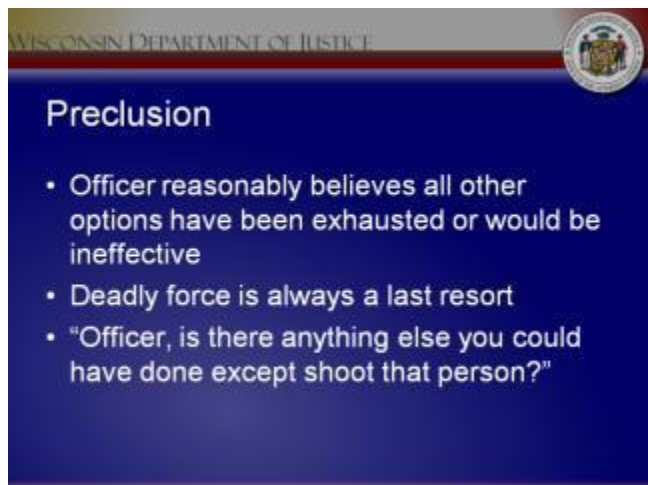 WISCONSIN DEPARTMENT OF JUSTICE
Preclusion
• Officer reasonably believes all other
options have been exhausted or would be
ineffective
• Deadly force is always a last resort
• “Officer, is there anything else you could
have done except shoot that person?”